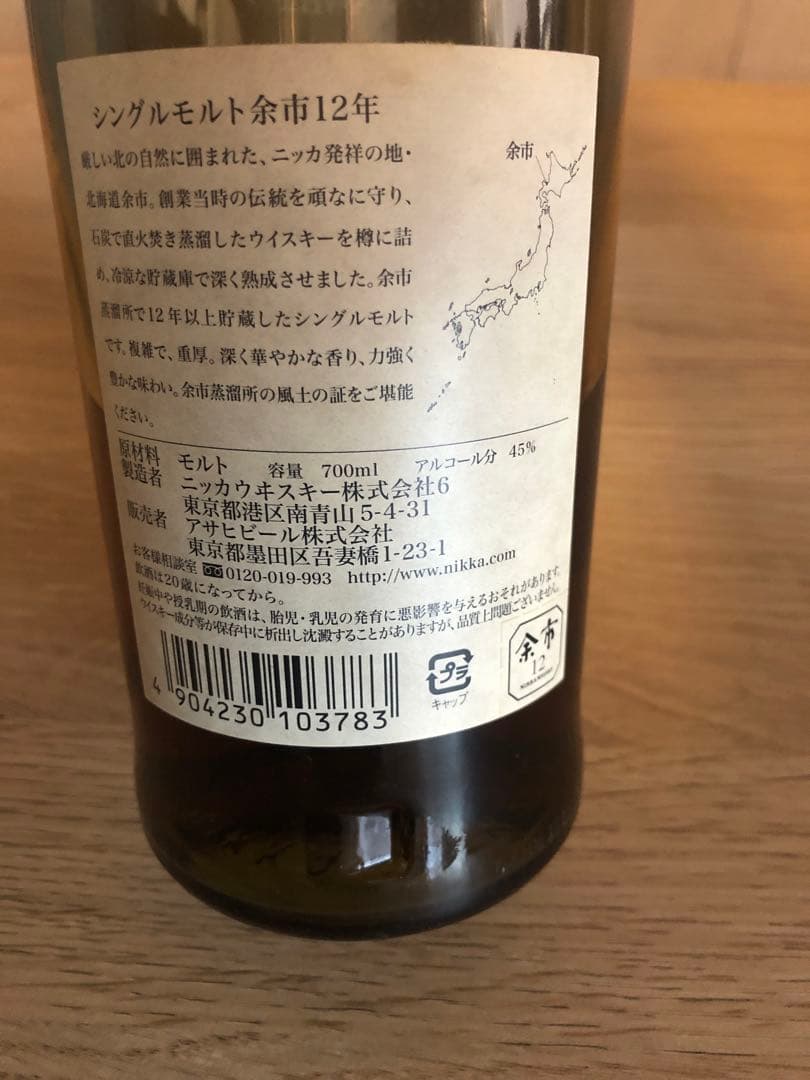 シングルモルト余市12年
厳しい北の自然に囲まれた、ニッカ発祥の地・
北海道余市。創業当時の伝統を頑なに守り、
石炭で直火焚き蒸溜したウイスキーを樽に詰
め、冷涼な貯蔵庫で深く熟成させました。余市
蒸溜所で12年以上貯蔵したシングルモルト
です。複雑で、重厚。深く華やかな香り、力強く
豊かな味わい。余市蒸溜所の風土の証をご堪能
ください。
余市
原材料 モルト 容量 700ml アルコール分 45%
製造者 ニッカウヰスキー株式会社6
東京都港区南青山5-4-31
販売者 アサヒビール株式会社
東京都墨田区吾妻橋1-23-1
お客様相談室 0120-019-993 http://www.nikka.com
飲酒は20歳になってから。
妊娠中や授乳期の飲酒は、胎児・乳児の発育に悪影響を与えるおそれがあります。
ウイスキー成分等が保存中に析出し沈澱することがありますが、品質上問題ございません。
4 904230 103783
プラ
キャップ
余市
12
NIKKA WHISKY